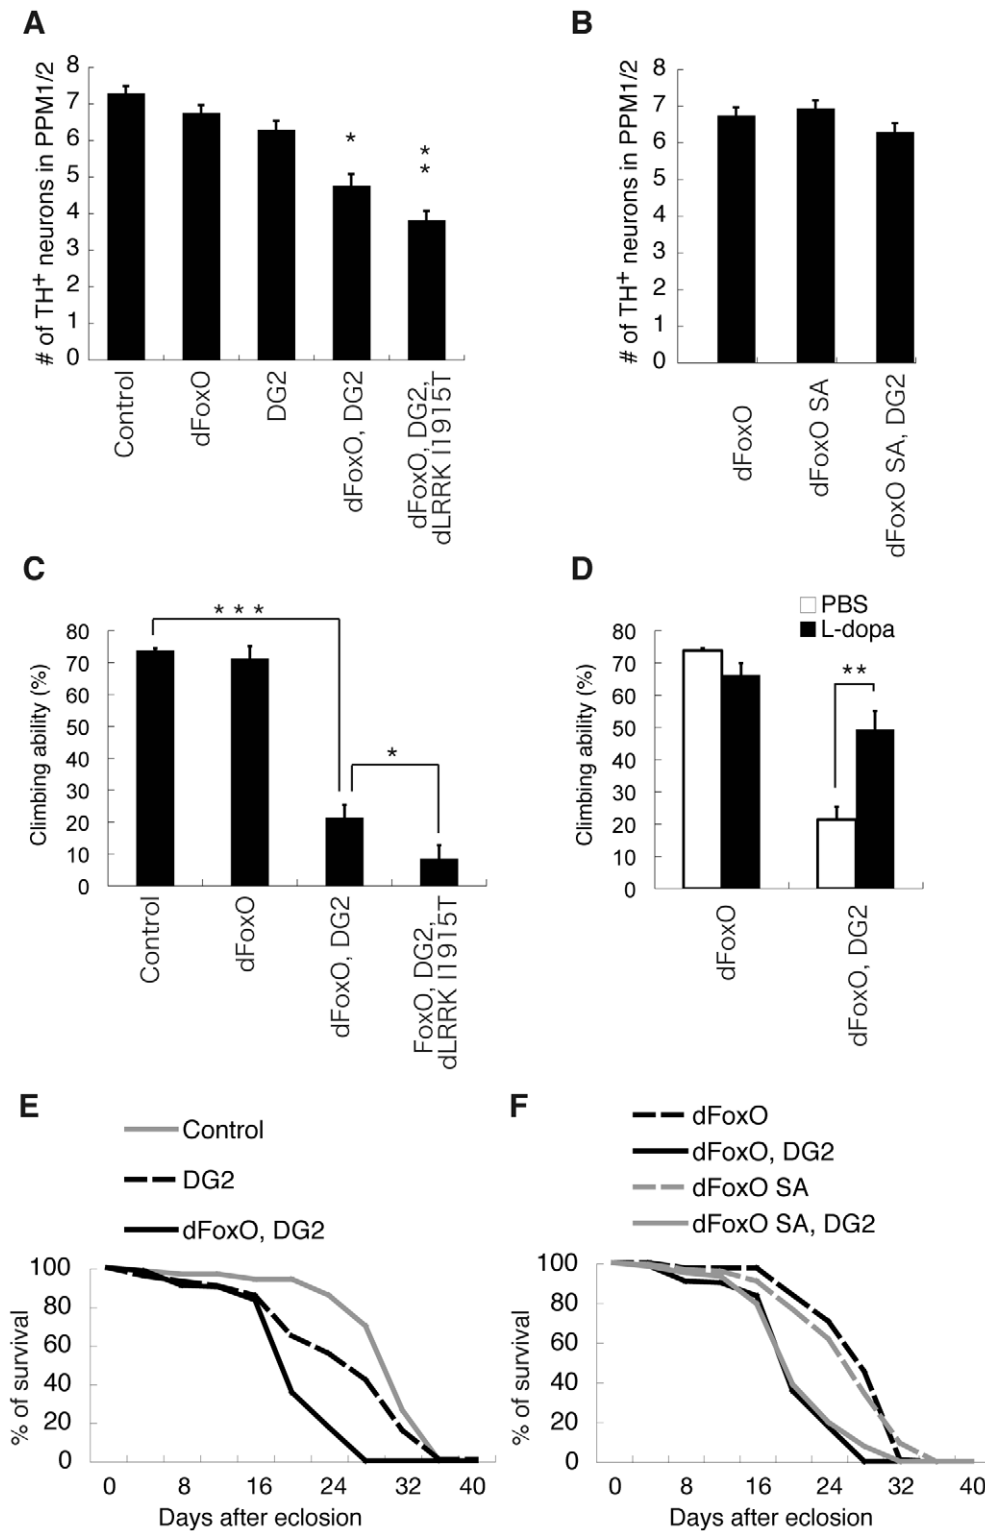 A
# of TH+ neurons in PPM1/2
8
7
6
5
4
3
2
1
0
*
*
*
Control
dFoxO
DG2
dFoxO, DG2
dFoxO, DG2,
dLRRK I1915T
B
# of TH+ neurons in PPM1/2
8
7
6
5
4
3
2
1
0
dFoxO
dFoxO SA
dFoxO SA, DG2
C
Climbing ability (%)
80
70
60
50
40
30
20
10
0
* * *
*
Control
dFoxO
dFoxO, DG2
FoxO, DG2,
dLRRK I1915T
D
PBS
L-dopa
Climbing ability (%)
80
70
60
50
40
30
20
10
0
**
dFoxO
dFoxO, DG2
E
Control
DG2
dFoxO, DG2
% of survival
100
80
60
40
20
0
0 8 16 24 32 40
Days after eclosion
F
dFoxO
dFoxO, DG2
dFoxO SA
dFoxO SA, DG2
% of survival
100
80
60
40
20
0
0 8 16 24 32 40
Days after eclosion